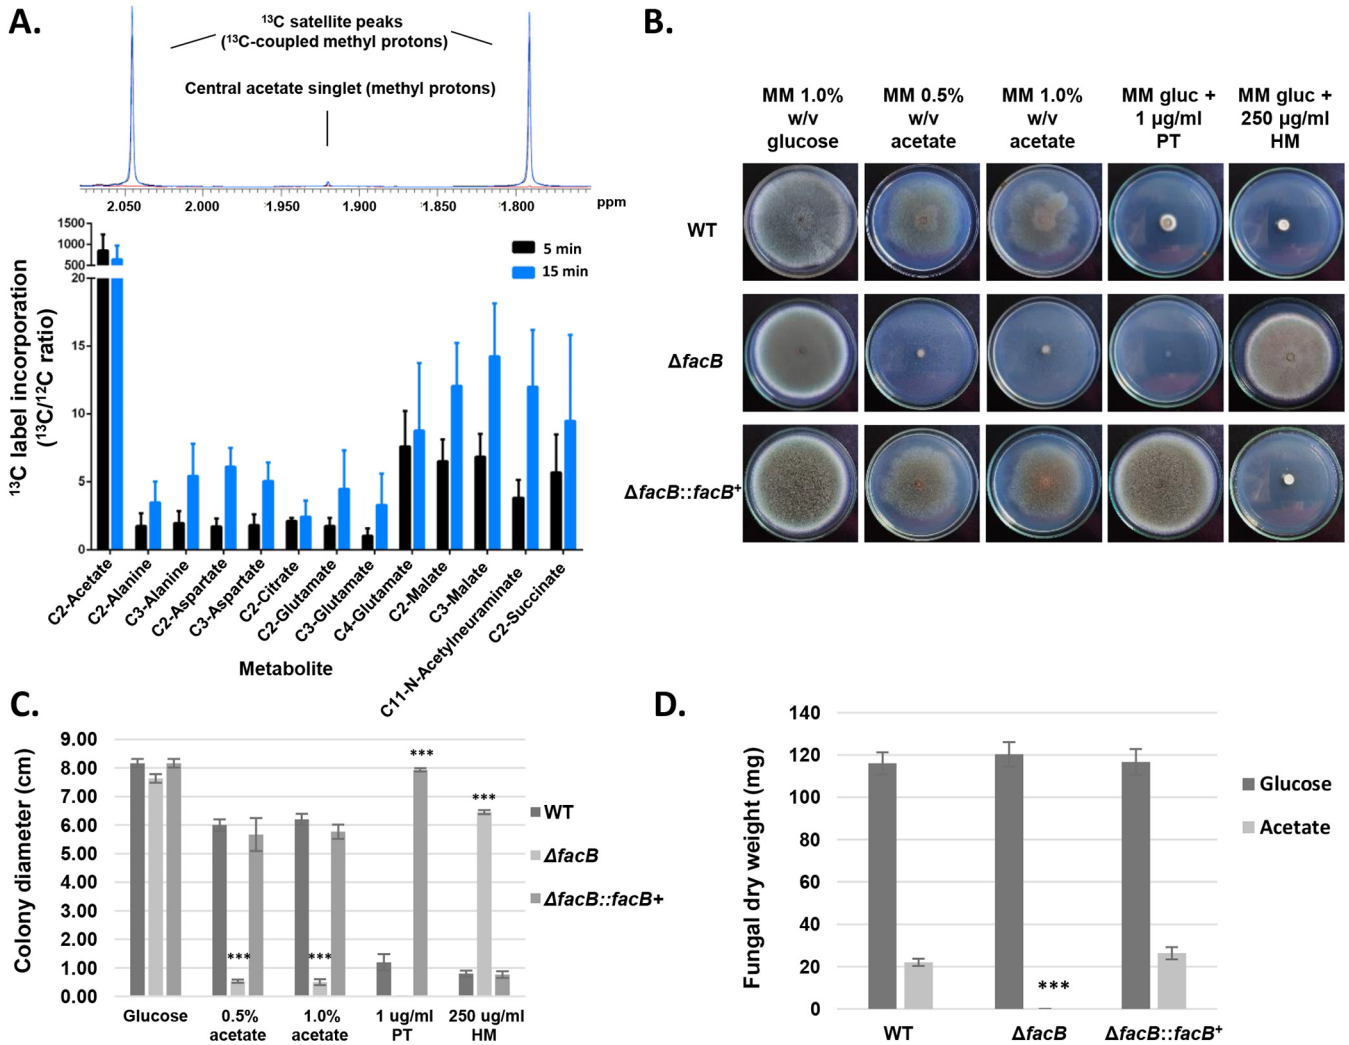 A.
¹³C satellite peaks
(¹³C-coupled methyl protons)
Central acetate singlet (methyl protons)
2.050 2.000 1.950 1.900 1.850 1.800 ppm
¹³C label incorporation
(¹³C/¹²C ratio)
1500
1000
500
20
15
10
5
0
5 min
15 min
C2-Acetate
C2-Alanine
C3-Alanine
C2-Aspartate
C3-Aspartate
C2-Citrate
C2-Glutamate
C3-Glutamate
C4-Glutamate
C2-Malate
C3-Malate
C11-N-Acetylneuraminate
C2-Succinate
Metabolite
B.
MM 1.0%
w/v
glucose
MM 0.5%
w/v
acetate
MM 1.0%
w/v
acetate
MM gluc +
1 µg/ml
PT
MM gluc +
250 µg/ml
HM
WT
ΔfacB
ΔfacB::facB⁺
C.
Colony diameter (cm)
9.00
8.00
7.00
6.00
5.00
4.00
3.00
2.00
1.00
0.00
***
***
***
***
Glucose
0.5%
acetate
1.0%
acetate
1 ug/ml
PT
250 ug/ml
HM
WT
ΔfacB
ΔfacB::facB+
D.
Fungal dry weight (mg)
140
120
100
80
60
40
20
0
***
WT
ΔfacB
ΔfacB::facB⁺
Glucose
Acetate